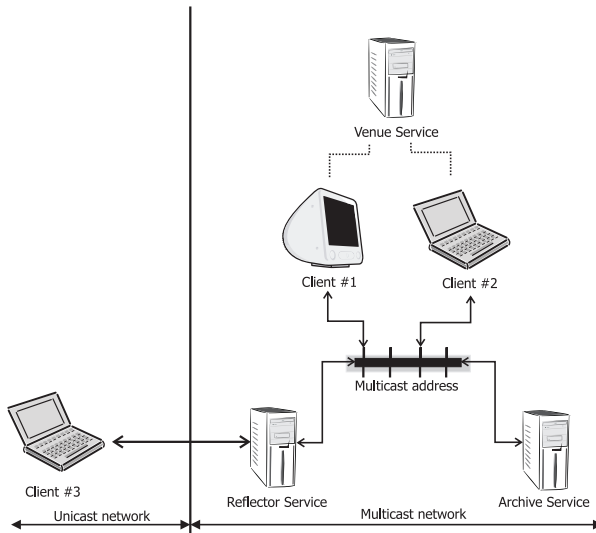 Venue Service
Client #1
Client #2
Multicast address
Client #3
Reflector Service
Archive Service
Unicast network
Multicast network